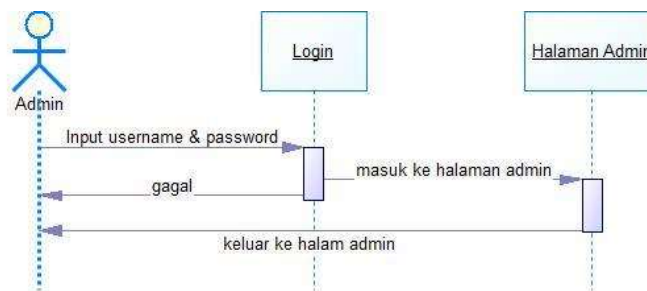 Login
Halaman Admin
Admin
Input username & password
masuk ke halaman admin
gagal
keluar ke halam admin